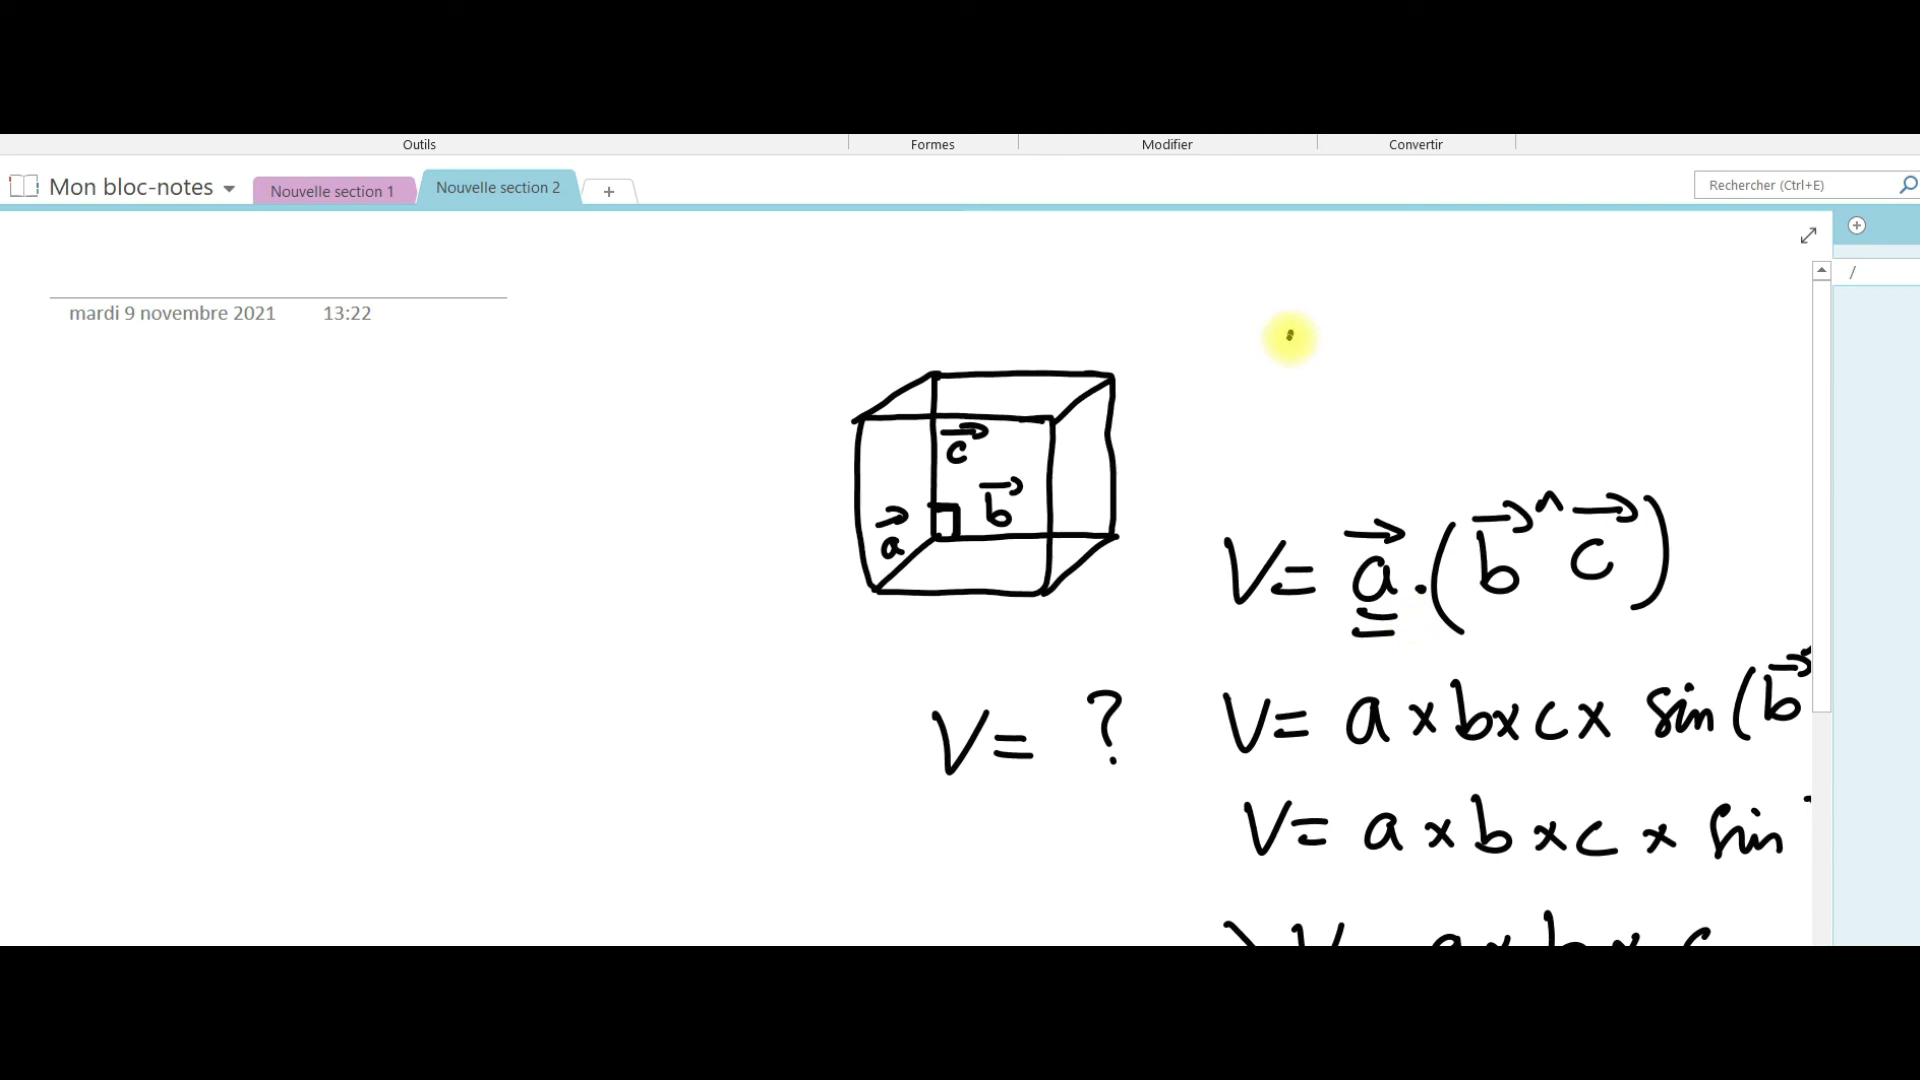 Outils Formes Modifier Convertir
Mon bloc-notes Nouvelle section 1 Nouvelle section 2 + Rechercher (Ctrl+E)
/
mardi 9 novembre 2021 13:22
c⃗
b⃗
a⃗
V= a⃗ .(b⃗ ^ c⃗)
V= ?
V= a × b × c × sin (b⃗
V= a × b × c × sin
V a × b × c